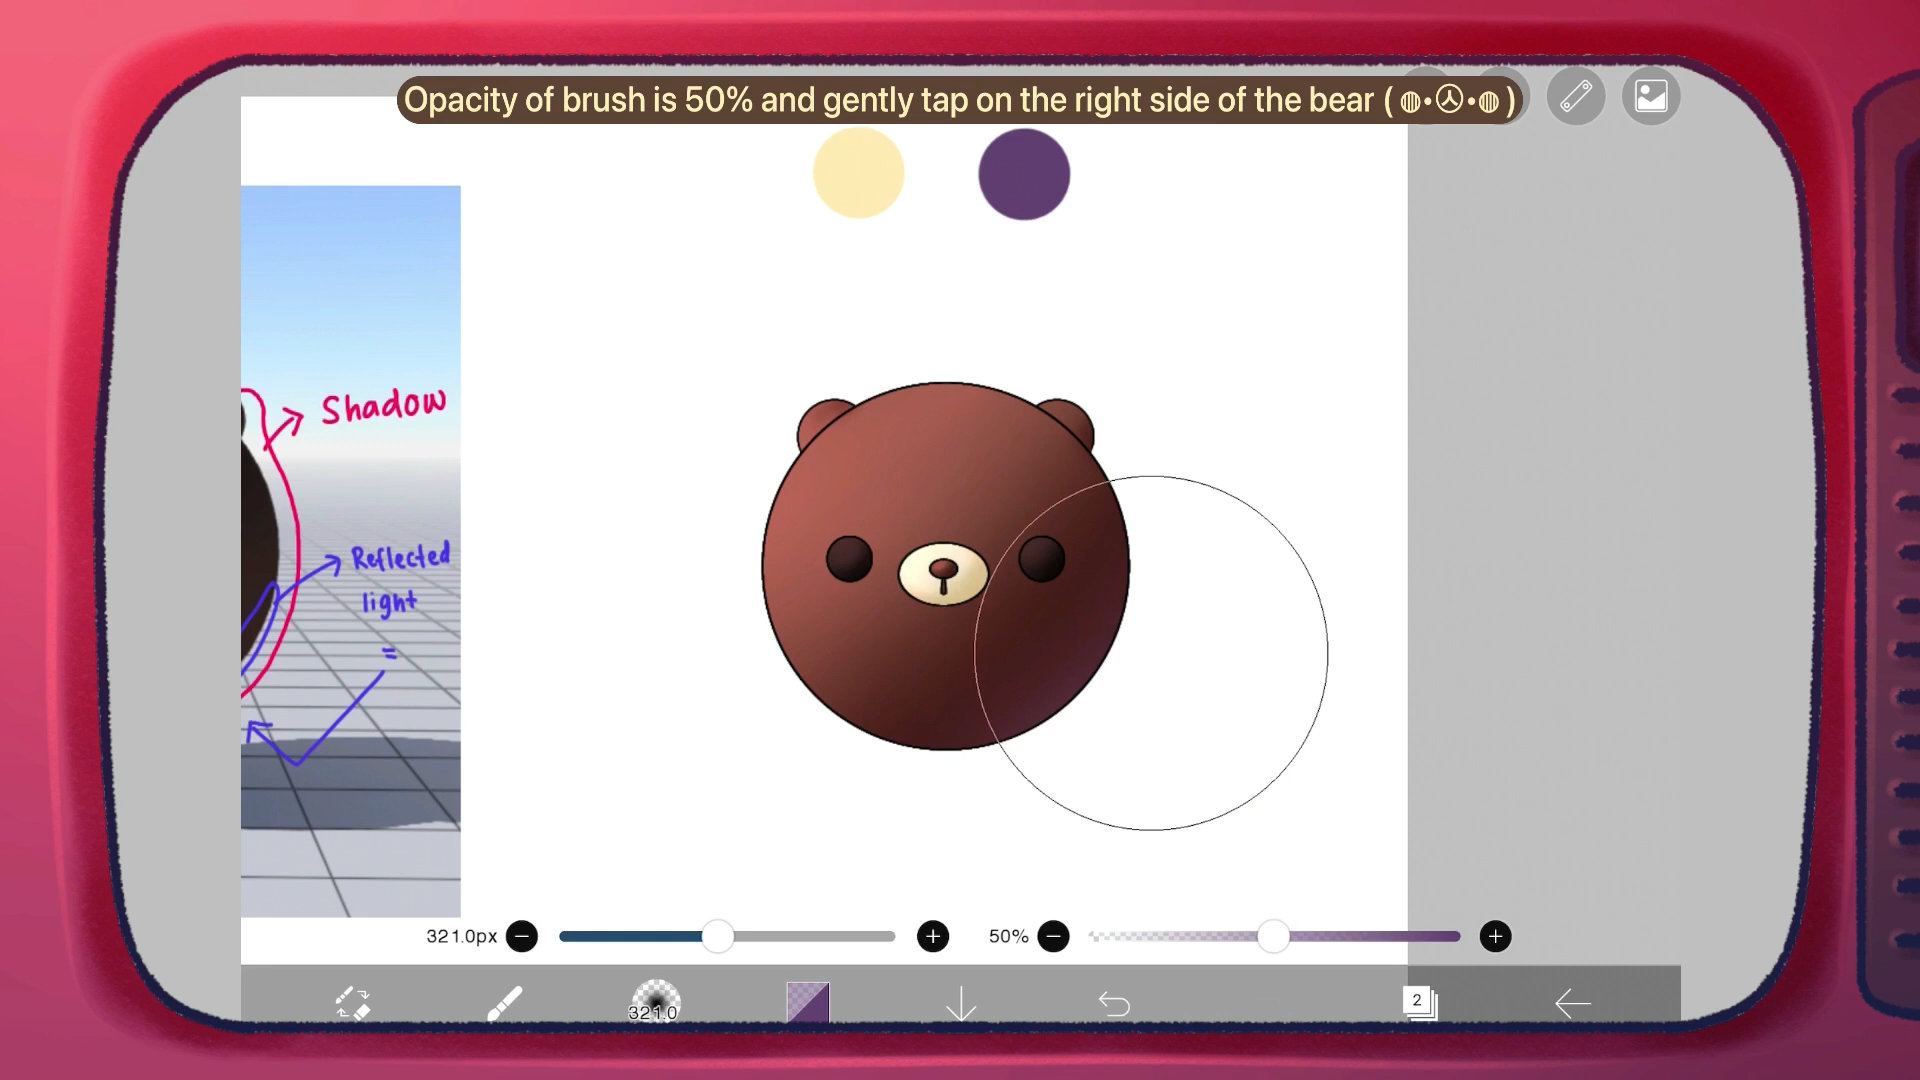 Opacity of brush is 50% and gently tap on the right side of the bear ( ◍•㉦•◍ )
Shadow
Reflected
light
=
321.0px
50%
321.0
2